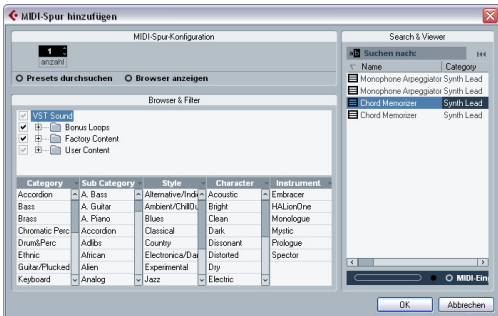 MIDI-Spur hinzufügen
MIDI-Spur-Konfiguration
1
anzahl
Presets durchsuchen Browser anzeigen
Browser & Filter
VST Sound
Bonus Loops
Factory Content
User Content
Category Sub Category Style Character Instrument
Accordion A. Bass Alternative/Indi Acoustic Embracer
Bass A. Guitar Ambient/ChillOu Bright HALionOne
Brass A. Piano Blues Clean Monologue
Chromatic Perc Accordion Classical Dark Mystic
Drum&Perc Adlibs Country Dissonant Prologue
Ethnic African Electronica/Dan Distorted Spector
Guitar/Plucked Alien Experimental Dry
Keyboard Analog Jazz Electric
Search & Viewer
Suchen nach:
Name Category
Monophone Arpeggiator Synth Lead
Monophone Arpeggiator Synth Lead
Chord Memorizer Synth Lead
Chord Memorizer Synth Lead
MIDI-Ein
OK Abbrechen